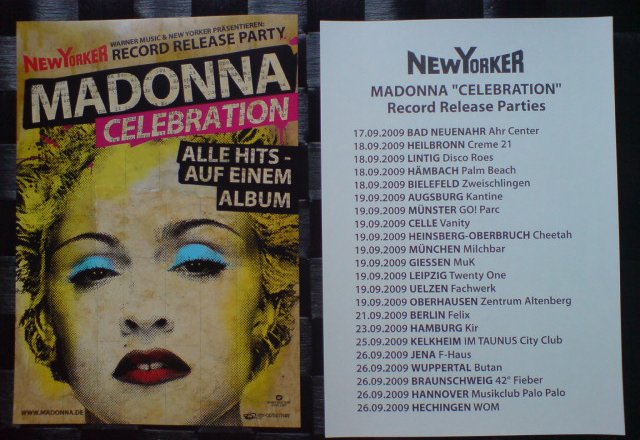 WARNER MUSIC & NEW YORKER PRÄSENTIEREN:
NEWYORKER RECORD RELEASE PARTY
MADONNA
CELEBRATION
ALLE HITS -
AUF EINEM
ALBUM
WWW.MADONNA.DE
NEWYORKER
MADONNA "CELEBRATION"
Record Release Parties
17.09.2009 BAD NEUENAHR Ahr Center
18.09.2009 HEILBRONN Creme 21
18.09.2009 LINTIG Disco Roes
18.09.2009 HÄMBACH Palm Beach
18.09.2009 BIELEFELD Zweischlingen
19.09.2009 AUGSBURG Kantine
19.09.2009 MÜNSTER GO! Parc
19.09.2009 CELLE Vanity
19.09.2009 HEINSBERG-OBERBRUCH Cheetah
19.09.2009 MÜNCHEN Milchbar
19.09.2009 GIESSEN MuK
19.09.2009 LEIPZIG Twenty One
19.09.2009 UELZEN Fachwerk
19.09.2009 OBERHAUSEN Zentrum Altenberg
21.09.2009 BERLIN Felix
23.09.2009 HAMBURG Kir
25.09.2009 KELKHEIM IM TAUNUS City Club
26.09.2009 JENA F-Haus
26.09.2009 WUPPERTAL Butan
26.09.2009 BRAUNSCHWEIG 42° Fieber
26.09.2009 HANNOVER Musikclub Palo Palo
26.09.2009 HECHINGEN WOM